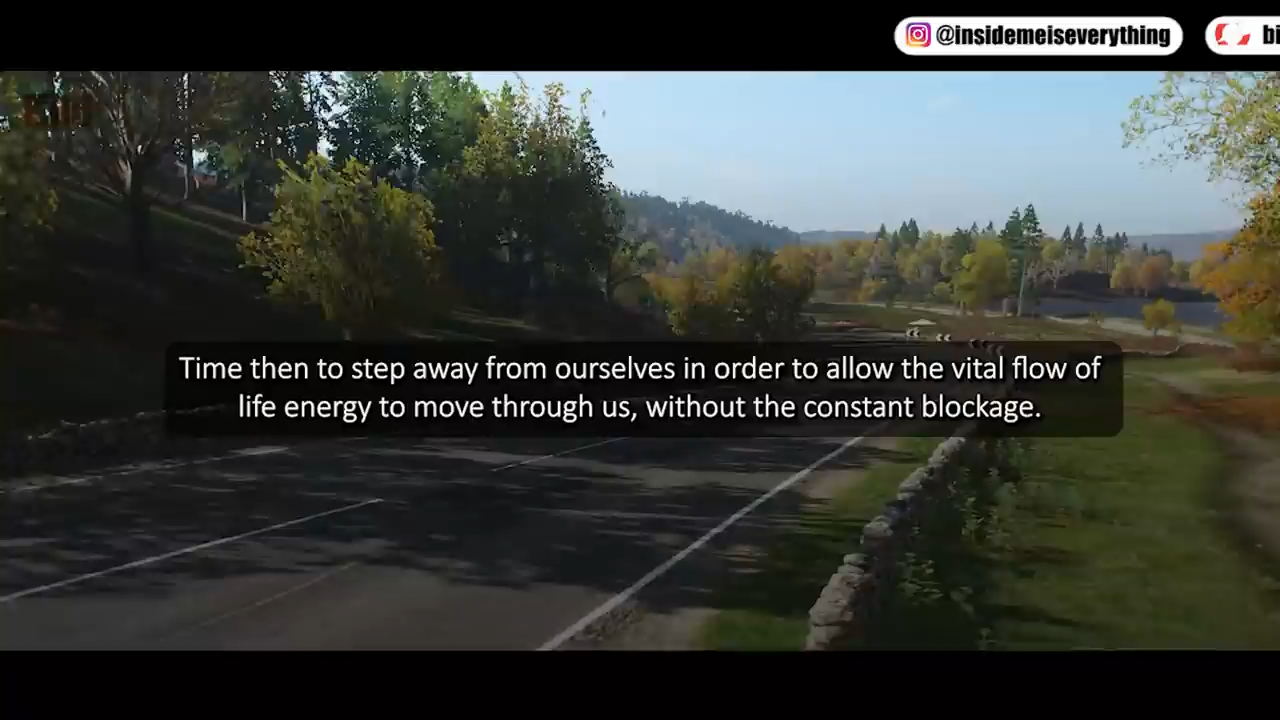 @insidemeiseverything
bi
Time then to step away from ourselves in order to allow the vital flow of
life energy to move through us, without the constant blockage.